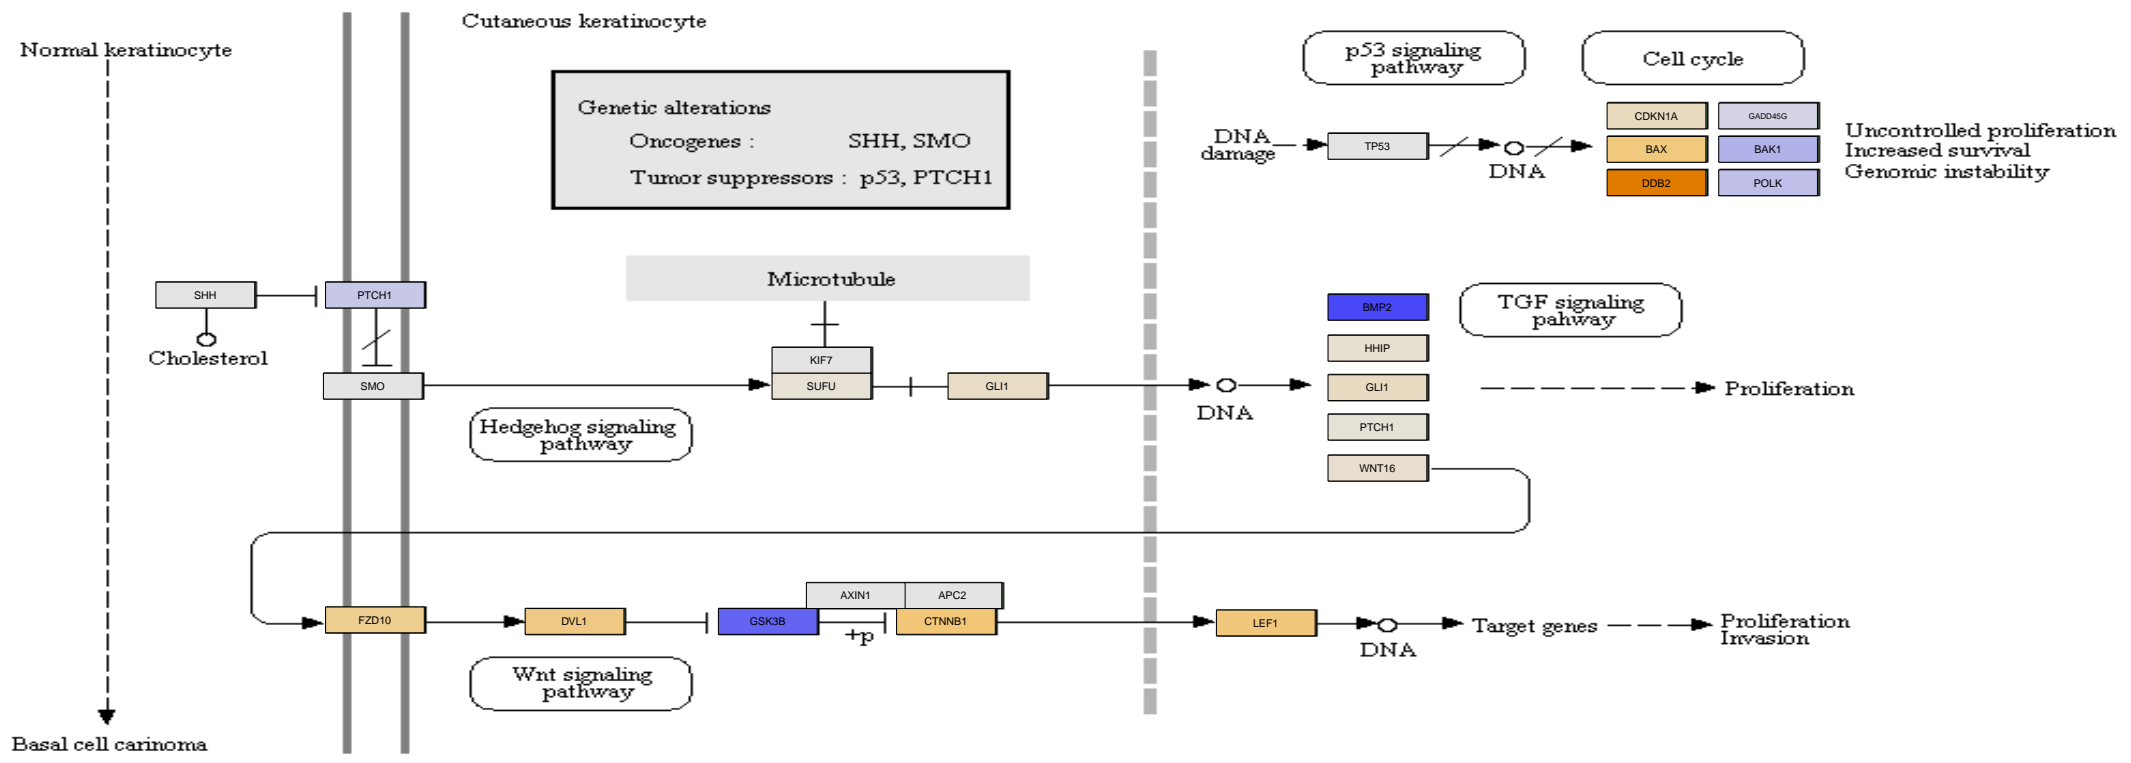 Cutaneous keratinocyte
Normal keratinocyte
Genetic alterations
Oncogenes : SHH, SMO
Tumor suppressors : p53, PTCH1
p53 signaling
pathway
Cell cycle
DNA
damage
TP53
DNA
CDKN1A
GADD45G
BAX
BAK1
DDB2
POLK
Uncontrolled proliferation
Increased survival
Genomic instability
SHH
PTCH1
Cholesterol
SMO
Microtubule
KIF7
SUFU
GLI1
Hedgehog signaling
pathway
DNA
BMP2
HHIP
GLI1
PTCH1
WNT16
TGF signaling
pahway
Proliferation
FZD10
DVL1
GSK3B
AXIN1
APC2
CTNNB1
+p
LEF1
DNA
Target genes
Proliferation
Invasion
Wnt signaling
pathway
Basal cell carinoma